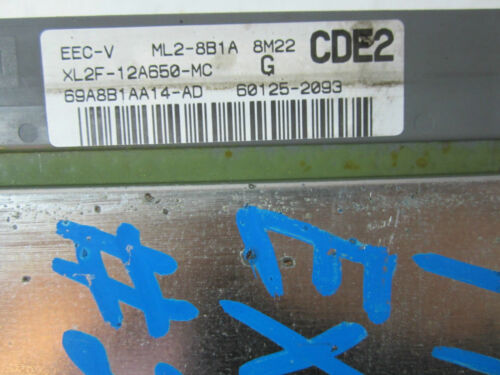 EEC-V ML2-8B1A 8M22 CDE2
XL2F-12A650-MC G
69A8B1AA14-AD 60125-2093